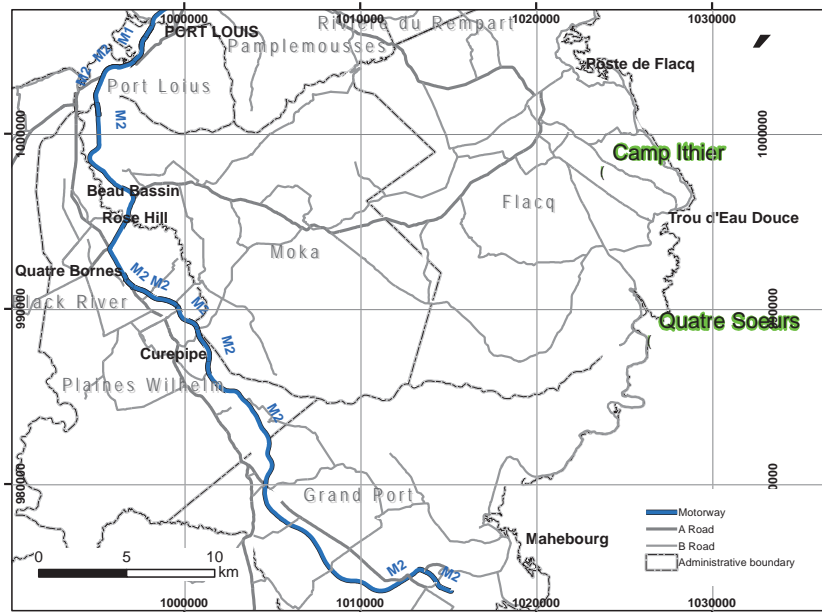 1000000
1010000
1020000
1030000
PORT LOUIS
Rivière du Rempart
Pamplemousses
M1
M2
M2
Poste de Flacq
Port Loius
M2
1000000
Camp Ithier
Beau Bassin
Flacq
Rose Hill
Trou d'Eau Douce
Moka
Quatre Bornes
M2
M2
Black River
M2
990000
Quatre Soeurs
M2
Curepipe
Plaines Wilhelm
M2
980000
Grand Port
Motorway
A Road
B Road
Administrative boundary
Mahebourg
M2
M2
0
5
10
km
1000000
1010000
1020000
1030000